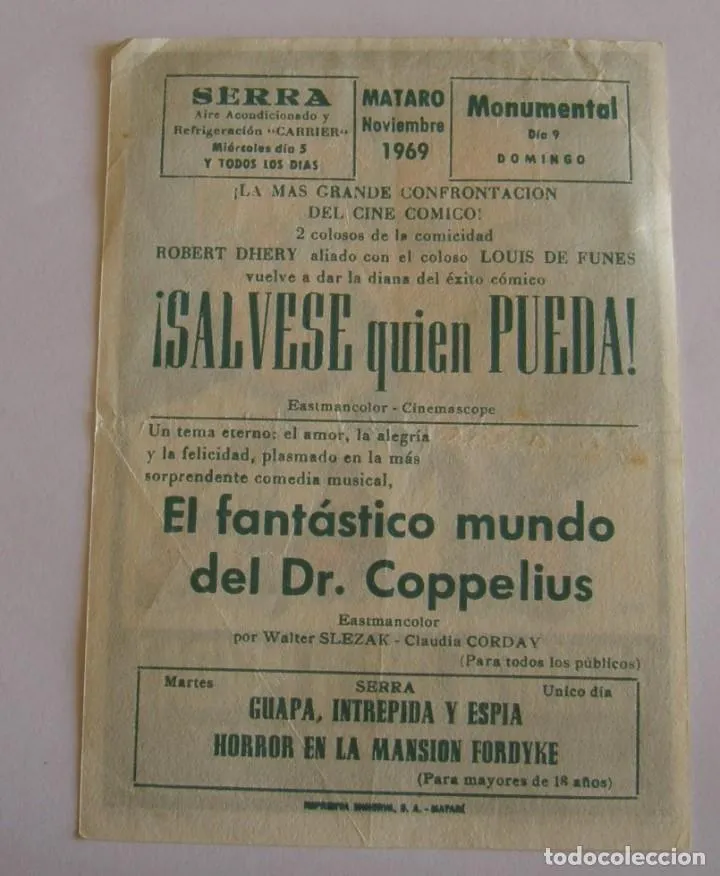 SERRA
Aire Acondicionado y
Refrigeración "CARRIER"
Miércoles día 5
Y TODOS LOS DIAS
MATARO
Noviembre
1969
Monumental
Día 9
DOMINGO
¡LA MAS GRANDE CONFRONTACION
DEL CINE COMICO!
2 colosos de la comicidad
ROBERT DHERY aliado con el coloso LOUIS DE FUNES
vuelve a dar la diana del éxito cómico
¡SALVESE quien PUEDA!
Eastmancolor - Cinemascope
Un tema eterno: el amor, la alegría
y la felicidad, plasmado en la más
sorprendente comedia musical,
El fantástico mundo
del Dr. Coppelius
Eastmancolor
por Walter SLEZAK - Claudia CORDAY
(Para todos los públicos)
Martes SERRA Unico día
GUAPA, INTREPIDA Y ESPIA
HORROR EN LA MANSION FORDYKE
(Para mayores de 18 años)
IMPRENTA MINERVA, S. A. - MATARÓ
todocoleccion
todocoleccion.net